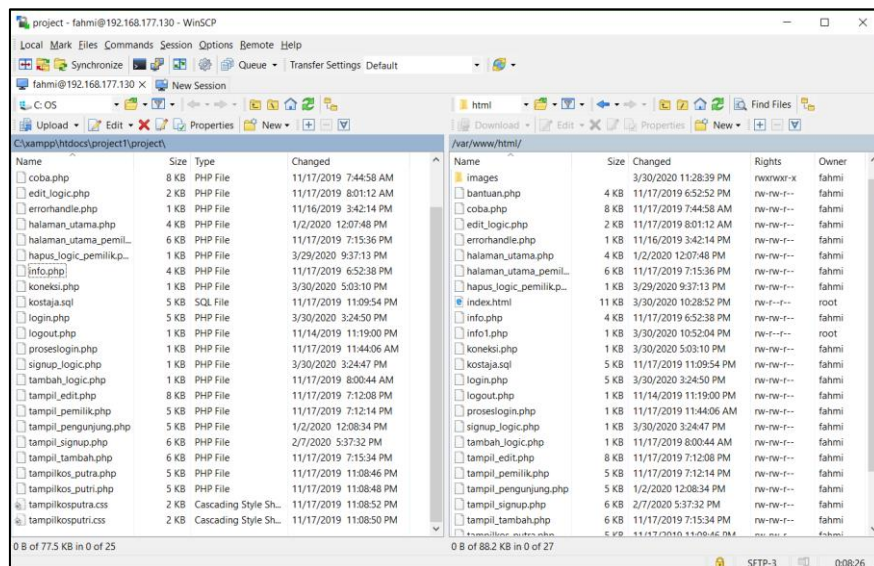 project - fahmi@192.168.177.130 - WinSCP
Local Mark Files Commands Session Options Remote Help
Synchronize Queue Transfer Settings Default
fahmi@192.168.177.130 × New Session
C: OS html Find Files
Upload Edit Properties New Download Edit Properties New
C:\xampp\htdocs\project1\project\ /var/www/html/
Name Size Type Changed Name Size Changed Rights Owner
coba.php 8 KB PHP File 11/17/2019 7:44:58 AM images 3/30/2020 11:28:39 PM rwxrwxr-x fahmi
edit_logic.php 2 KB PHP File 11/17/2019 8:01:12 AM bantuan.php 4 KB 11/17/2019 6:52:52 PM rw-rw-r-- fahmi
errorhandle.php 1 KB PHP File 11/16/2019 3:42:14 PM coba.php 8 KB 11/17/2019 7:44:58 AM rw-rw-r-- fahmi
halaman_utama.php 4 KB PHP File 1/2/2020 12:07:48 PM edit_logic.php 2 KB 11/17/2019 8:01:12 AM rw-rw-r-- fahmi
halaman_utama_pemil... 6 KB PHP File 11/17/2019 7:15:36 PM errorhandle.php 1 KB 11/16/2019 3:42:14 PM rw-rw-r-- fahmi
hapus_logic_pemilik.p... 1 KB PHP File 3/29/2020 9:37:13 PM halaman_utama.php 4 KB 1/2/2020 12:07:48 PM rw-rw-r-- fahmi
info.php 4 KB PHP File 11/17/2019 6:52:38 PM halaman_utama_pemil... 6 KB 11/17/2019 7:15:36 PM rw-rw-r-- fahmi
koneksi.php 1 KB PHP File 3/30/2020 5:03:10 PM hapus_logic_pemilik.p... 1 KB 3/29/2020 9:37:13 PM rw-rw-r-- fahmi
kostaja.sql 5 KB SQL File 11/17/2019 11:09:54 PM index.html 11 KB 3/30/2020 10:28:52 PM rw-r--r-- root
login.php 5 KB PHP File 3/30/2020 3:24:50 PM info.php 4 KB 11/17/2019 6:52:38 PM rw-rw-r-- fahmi
logout.php 1 KB PHP File 11/14/2019 11:19:00 PM info1.php 1 KB 3/30/2020 10:52:04 PM rw-r--r-- root
proseslogin.php 1 KB PHP File 11/17/2019 11:44:06 AM koneksi.php 1 KB 3/30/2020 5:03:10 PM rw-rw-r-- fahmi
signup_logic.php 1 KB PHP File 3/30/2020 3:24:47 PM kostaja.sql 5 KB 11/17/2019 11:09:54 PM rw-rw-r-- fahmi
tambah_logic.php 1 KB PHP File 11/17/2019 8:00:44 AM login.php 5 KB 3/30/2020 3:24:50 PM rw-rw-r-- fahmi
tampil_edit.php 8 KB PHP File 11/17/2019 7:12:08 PM logout.php 1 KB 11/14/2019 11:19:00 PM rw-rw-r-- fahmi
tampil_pemilik.php 5 KB PHP File 11/17/2019 7:12:14 PM proseslogin.php 1 KB 11/17/2019 11:44:06 AM rw-rw-r-- fahmi
tampil_pengunjung.php 5 KB PHP File 1/2/2020 12:08:34 PM signup_logic.php 1 KB 3/30/2020 3:24:47 PM rw-rw-r-- fahmi
tampil_signup.php 6 KB PHP File 2/7/2020 5:37:32 PM tambah_logic.php 1 KB 11/17/2019 8:00:44 AM rw-rw-r-- fahmi
tampil_tambah.php 6 KB PHP File 11/17/2019 7:15:34 PM tampil_edit.php 8 KB 11/17/2019 7:12:08 PM rw-rw-r-- fahmi
tampilkos_putra.php 5 KB PHP File 11/17/2019 11:08:46 PM tampil_pemilik.php 5 KB 11/17/2019 7:12:14 PM rw-rw-r-- fahmi
tampilkos_putri.php 5 KB PHP File 11/17/2019 11:08:48 PM tampil_pengunjung.php 5 KB 1/2/2020 12:08:34 PM rw-rw-r-- fahmi
tampilkosputra.css 2 KB Cascading Style Sh... 11/17/2019 11:08:52 PM tampil_signup.php 6 KB 2/7/2020 5:37:32 PM rw-rw-r-- fahmi
tampilkosputri.css 2 KB Cascading Style Sh... 11/17/2019 11:08:50 PM tampil_tambah.php 6 KB 11/17/2019 7:15:34 PM rw-rw-r-- fahmi
tampilkos_putra.php 5 KB 11/17/2019 11:08:46 PM rw-rw-r-- fahmi
0 B of 77.5 KB in 0 of 25 0 B of 88.2 KB in 0 of 27
SFTP-3 0:08:26